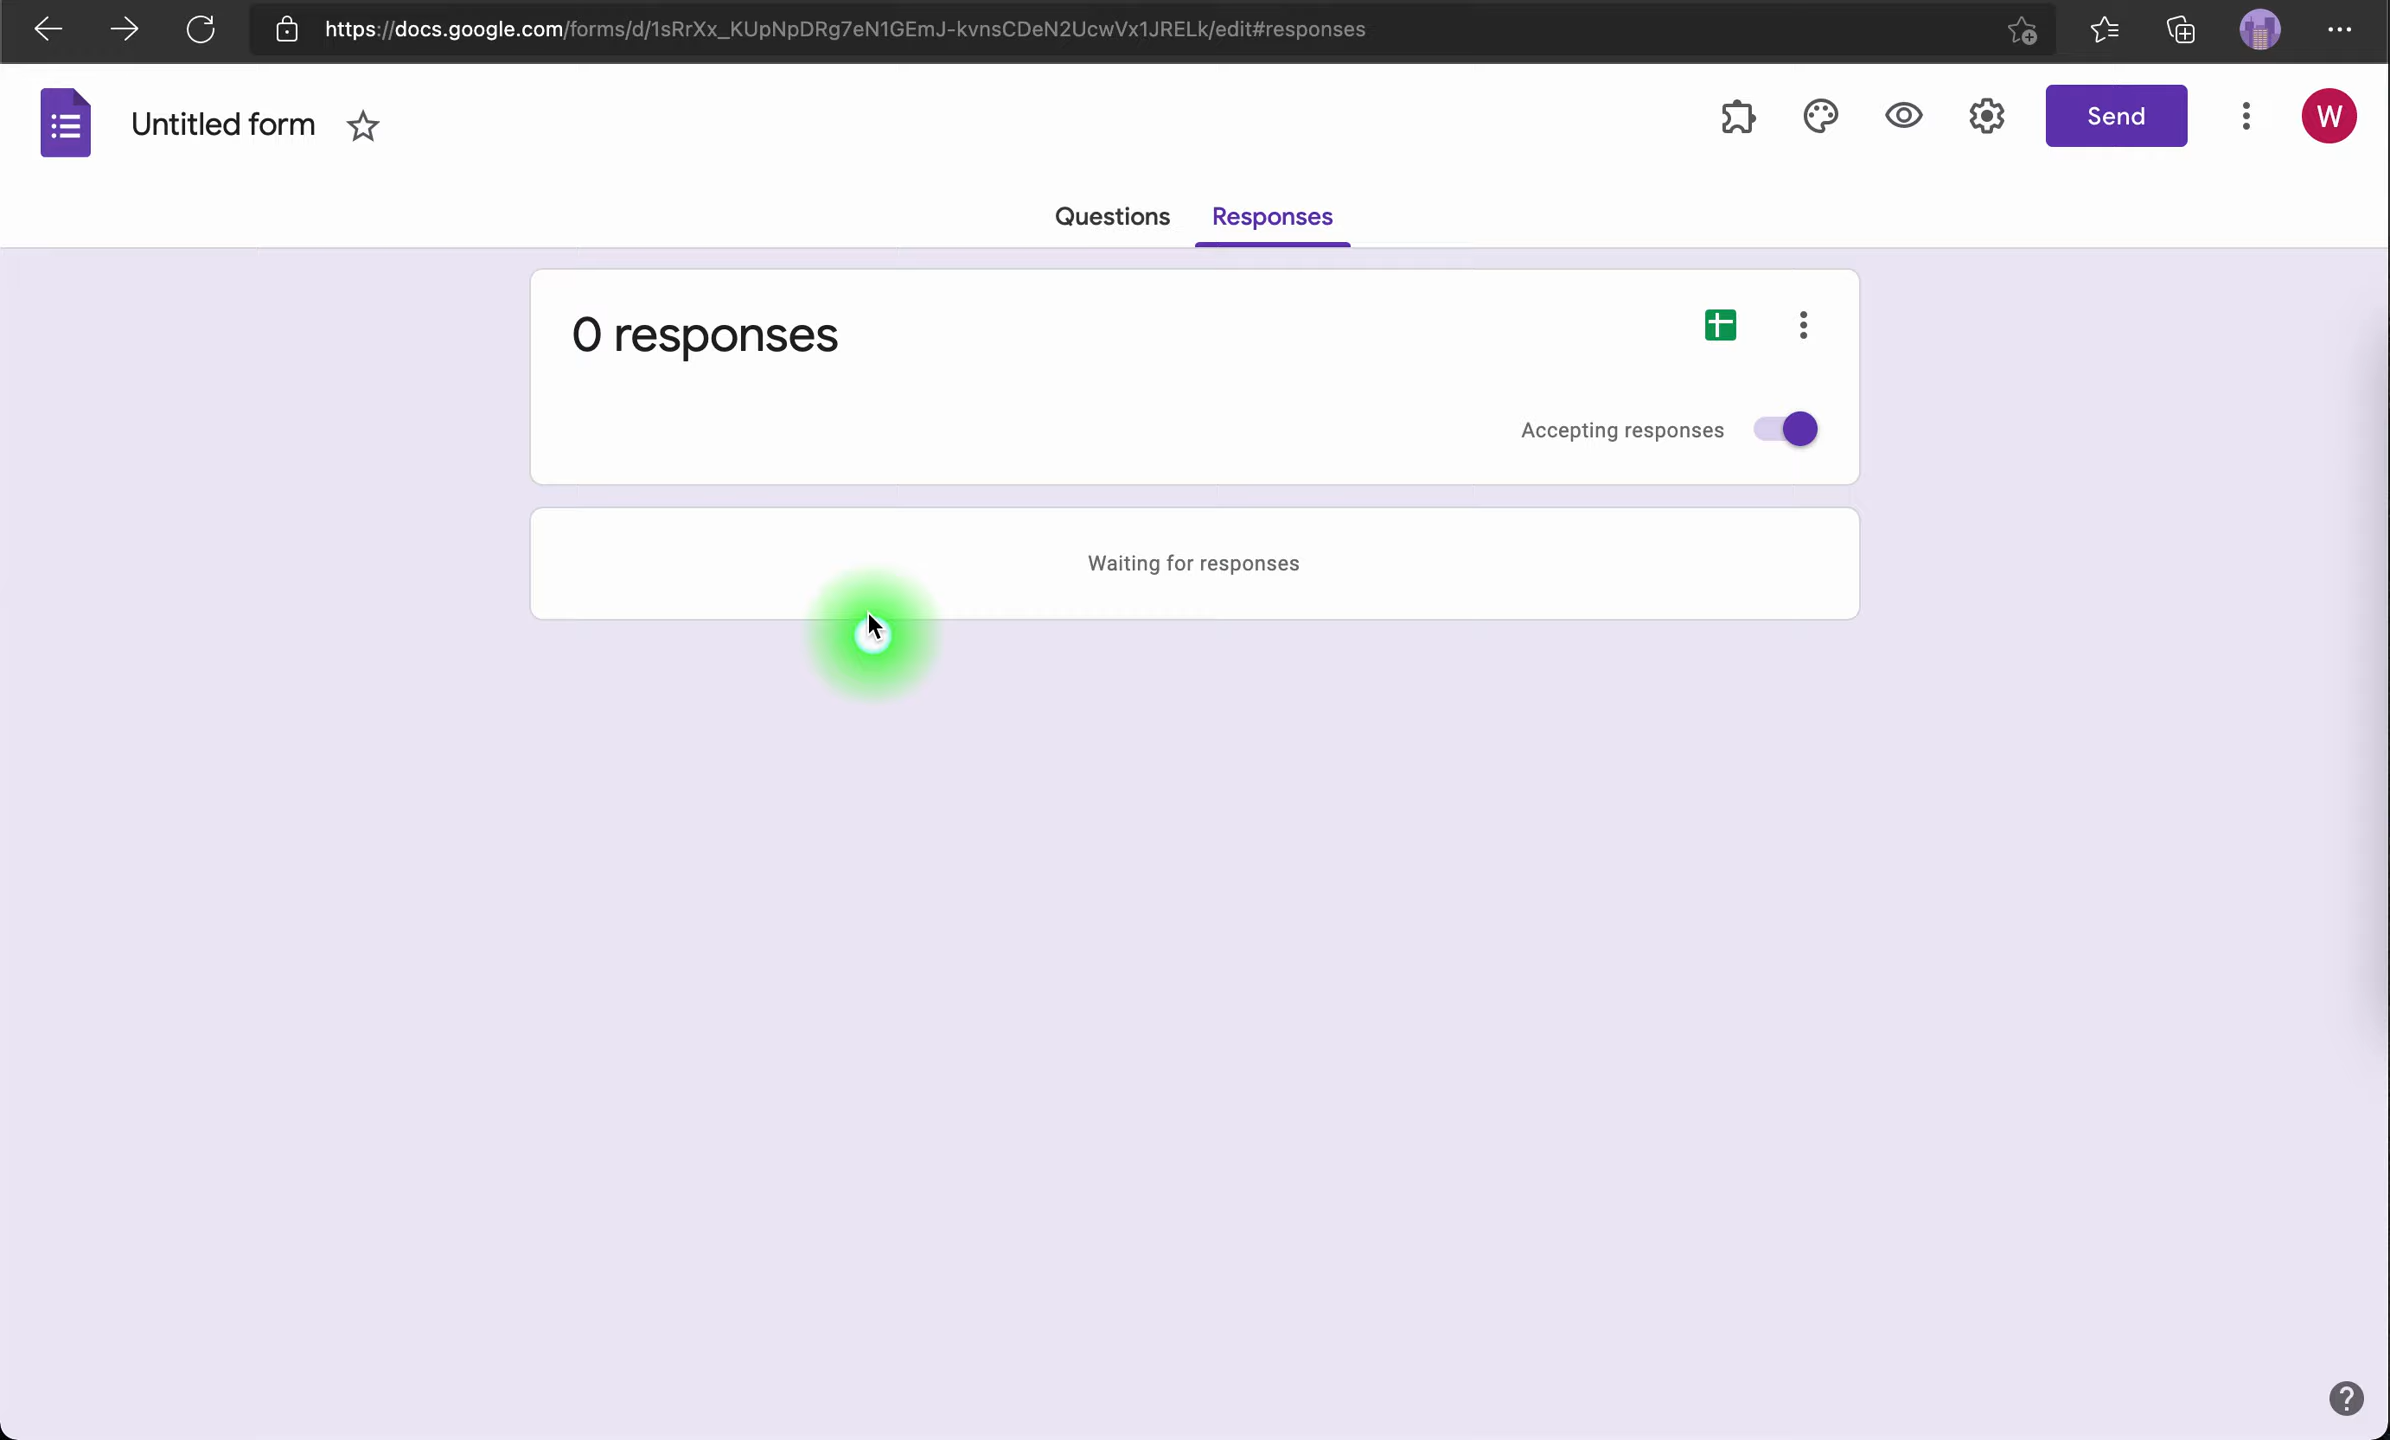 https://docs.google.com/forms/d/1sRrXx_KUpNpDRg7eN1GEmJ-kvnsCDeN2UcwVx1JRELk/edit#responses
Untitled form
Send
W
Questions
Responses
0 responses
Accepting responses
Waiting for responses
?